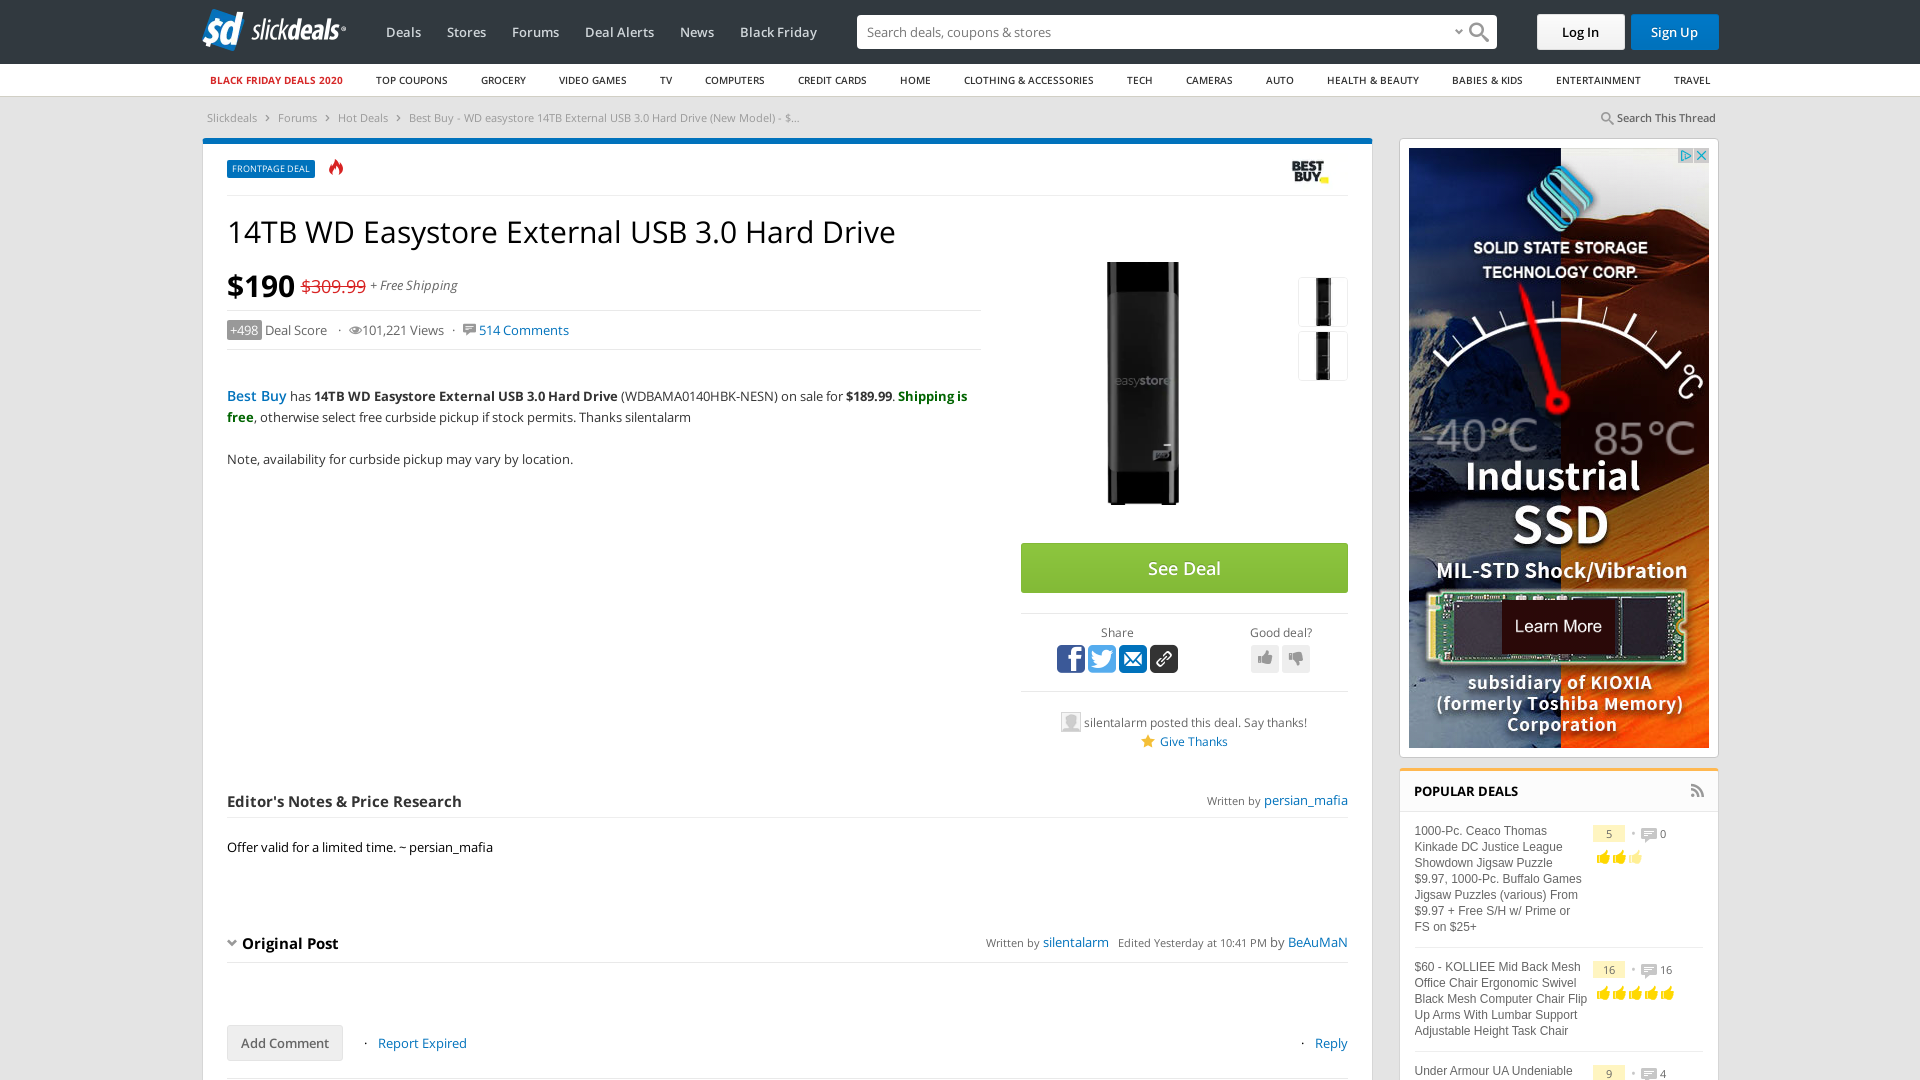 sd slickdeals®
Deals Stores Forums Deal Alerts News Black Friday
Search deals, coupons & stores
Log In
Sign Up
BLACK FRIDAY DEALS 2020 TOP COUPONS GROCERY VIDEO GAMES TV COMPUTERS CREDIT CARDS HOME CLOTHING & ACCESSORIES TECH CAMERAS AUTO HEALTH & BEAUTY BABIES & KIDS ENTERTAINMENT TRAVEL
Slickdeals › Forums › Hot Deals › Best Buy - WD easystore 14TB External USB 3.0 Hard Drive (New Model) - $...
Search This Thread
FRONTPAGE DEAL
BEST
BUY
14TB WD Easystore External USB 3.0 Hard Drive
$190 $309.99 + Free Shipping
+498 Deal Score · 101,221 Views · 514 Comments
Best Buy has 14TB WD Easystore External USB 3.0 Hard Drive (WDBAMA0140HBK-NESN) on sale for $189.99. Shipping is
free, otherwise select free curbside pickup if stock permits. Thanks silentalarm
Note, availability for curbside pickup may vary by location.
easystore
See Deal
Share
Good deal?
silentalarm posted this deal. Say thanks!
Give Thanks
Editor's Notes & Price Research
Written by persian_mafia
Offer valid for a limited time. ~ persian_mafia
Original Post
Written by silentalarm Edited Yesterday at 10:41 PM by BeAuMaN
Add Comment
· Report Expired
· Reply
SOLID STATE STORAGE
TECHNOLOGY CORP.
°C
-40°C 85°C
Industrial
SSD
MIL-STD Shock/Vibration
Learn More
subsidiary of KIOXIA
(formerly Toshiba Memory)
Corporation
POPULAR DEALS
1000-Pc. Ceaco Thomas
Kinkade DC Justice League
Showdown Jigsaw Puzzle
$9.97, 1000-Pc. Buffalo Games
Jigsaw Puzzles (various) From
$9.97 + Free S/H w/ Prime or
FS on $25+
5 • 0
$60 - KOLLIEE Mid Back Mesh
Office Chair Ergonomic Swivel
Black Mesh Computer Chair Flip
Up Arms With Lumbar Support
Adjustable Height Task Chair
16 • 16
Under Armour UA Undeniable
9 • 4